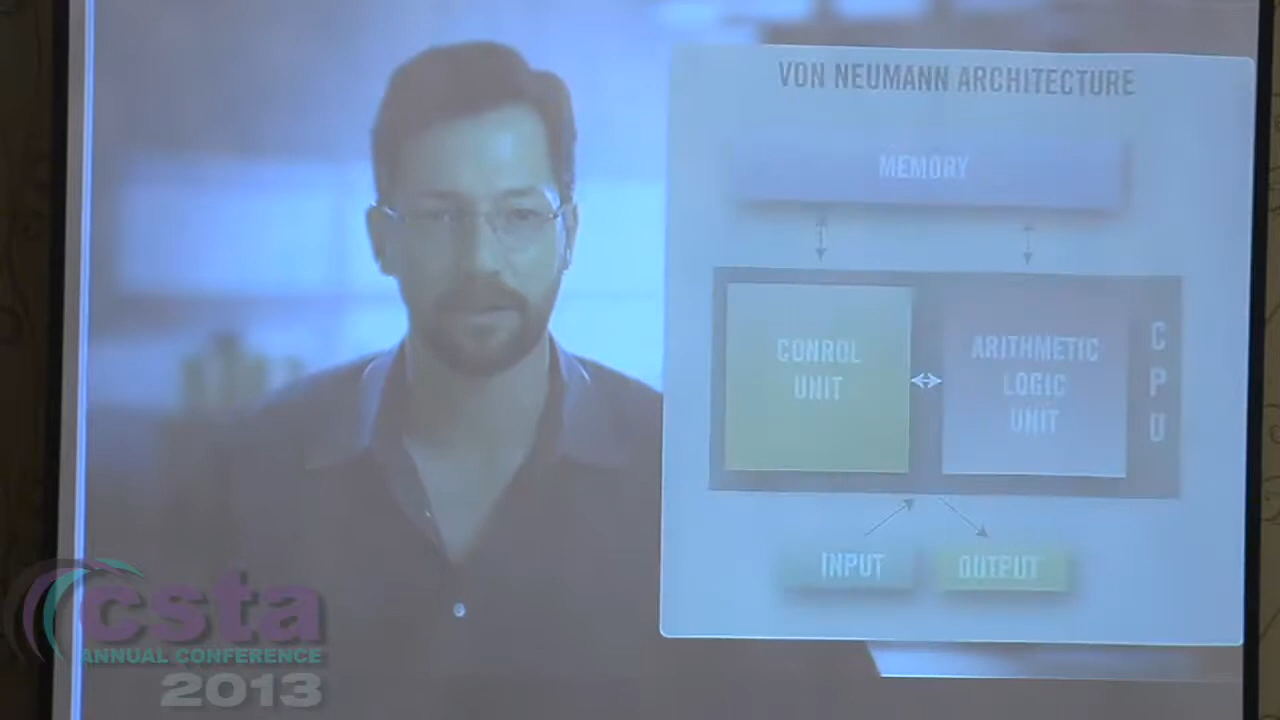 VON NEUMANN ARCHITECTURE
MEMORY
CONROL
UNIT
ARITHMETIC
LOGIC
UNIT
C
P
U
INPUT
OUTPUT
csta
ANNUAL CONFERENCE
2013